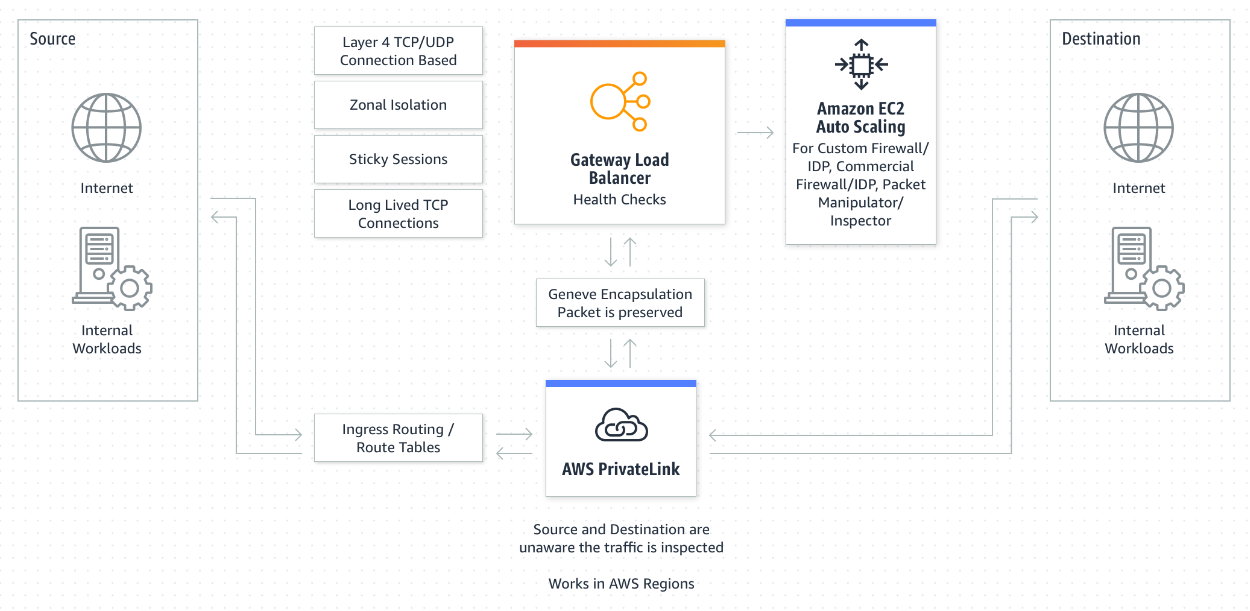 Source
Internet
Internal
Workloads
Layer 4 TCP/UDP
Connection Based
Zonal Isolation
Sticky Sessions
Long Lived TCP
Connections
Gateway Load
Balancer
Health Checks
Amazon EC2
Auto Scaling
For Custom Firewall/
IDP, Commercial
Firewall/IDP, Packet
Manipulator/
Inspector
Destination
Internet
Internal
Workloads
Geneve Encapsulation
Packet is preserved
Ingress Routing /
Route Tables
AWS PrivateLink
Source and Destination are
unaware the traffic is inspected
Works in AWS Regions